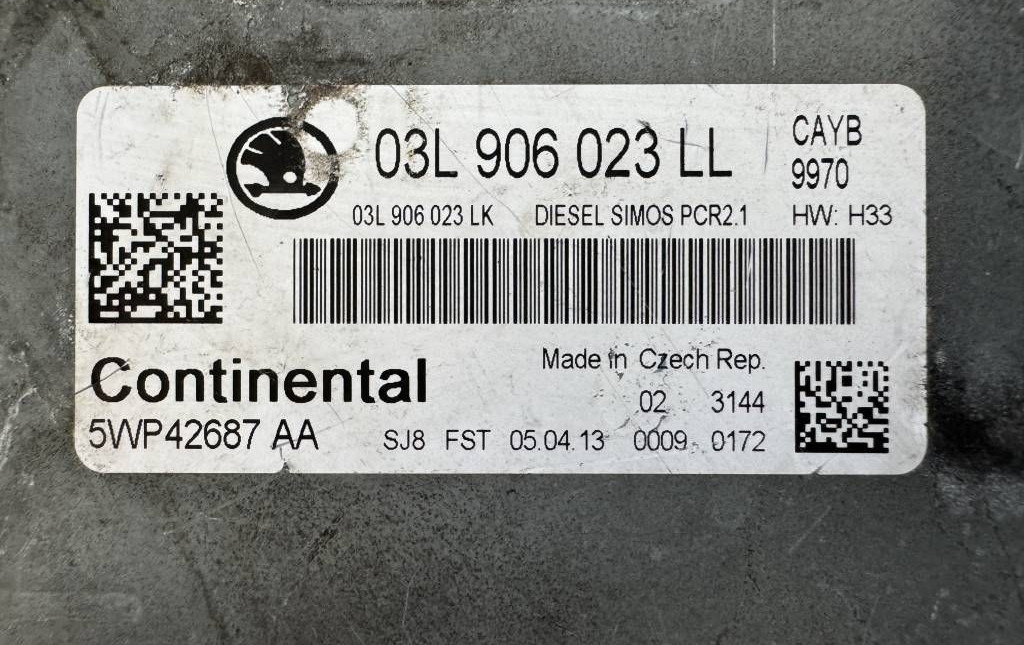 03L 906 023 LL
CAYB
9970
03L 906 023 LK DIESEL SIMOS PCR2.1 HW: H33
Continental
Made in Czech Rep.
02 3144
5WP42687 AA SJ8 FST 05.04.13 0009 0172